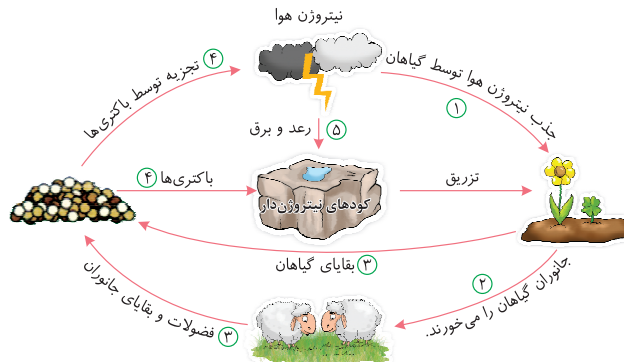 نیتروژن هوا
جذب نیتروژن هوا توسط گیاهان
۱
۴ تجزیه توسط باکتری‌ها
۵ رعد و برق
باکتری‌ها ۴
کودهای نیتروژن‌دار
تزریق
۳ بقایای گیاهان
۲
جانوران گیاهان را می‌خورند.
۳ فضولات و بقایای جانوران